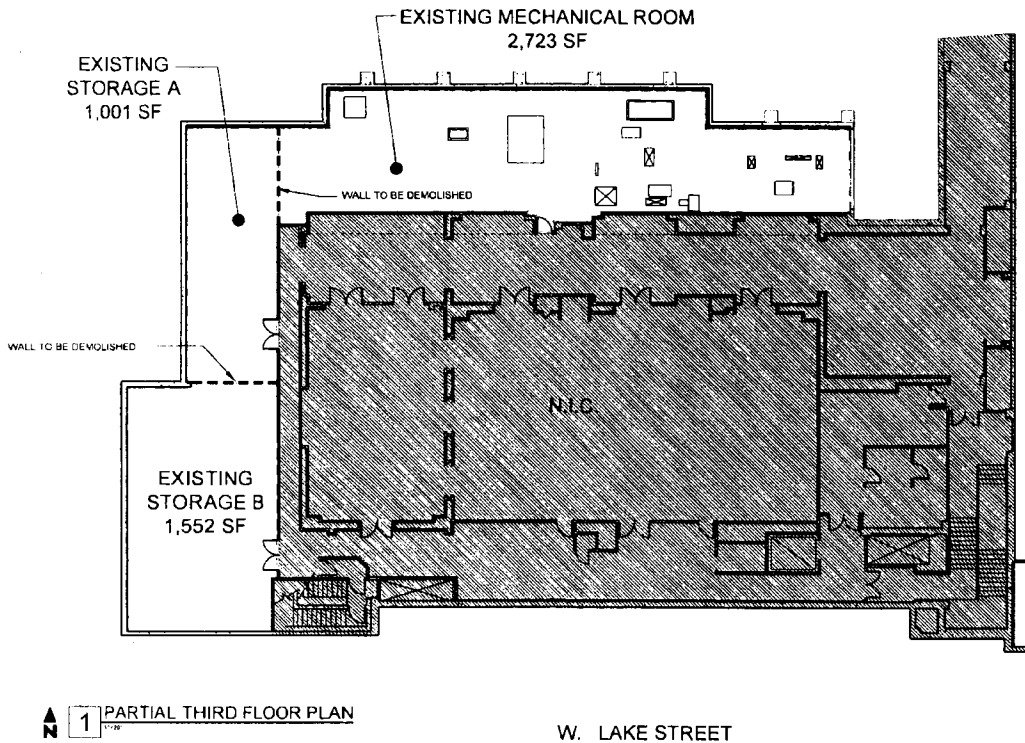 EXISTING MECHANICAL ROOM
2,723 SF
EXISTING
STORAGE A
1,001 SF
WALL TO BE DEMOLISHED
WALL TO BE DEMOLISHED
N.I.C.
EXISTING
STORAGE B
1,552 SF
N
1 PARTIAL THIRD FLOOR PLAN
W. LAKE STREET